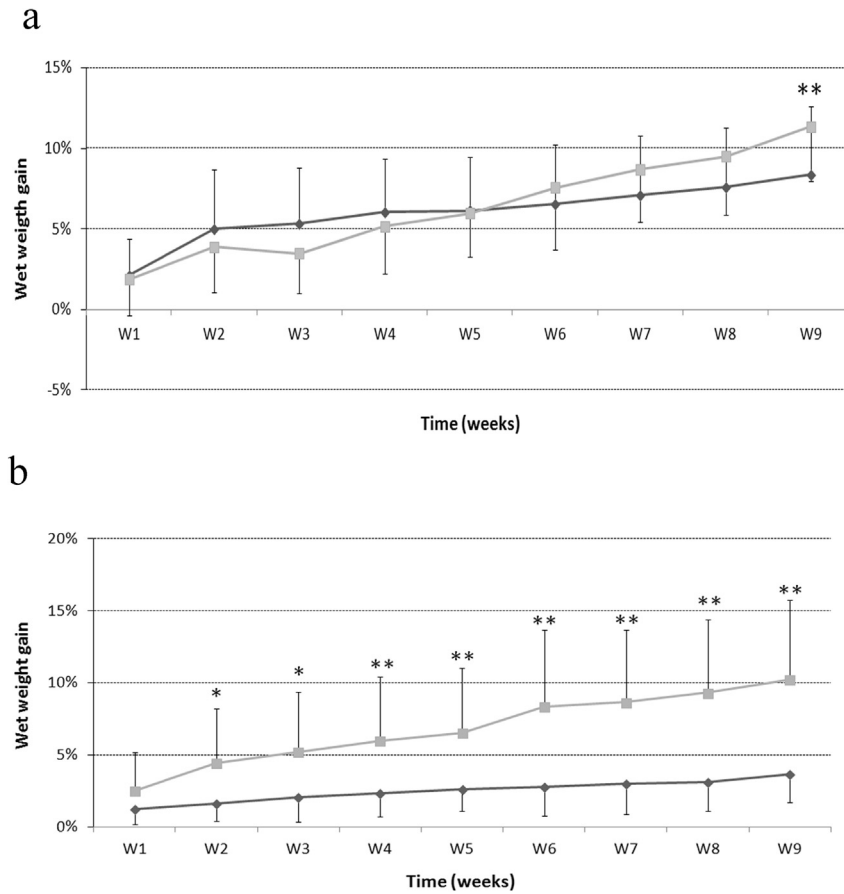 a
15%
**
10%
Wet weigth gain
5%
0%
W1 W2 W3 W4 W5 W6 W7 W8 W9
-5%
Time (weeks)
b
20%
15%
** ** ** **
Wet weight gain
10%
* * ** **
5%
0%
W1 W2 W3 W4 W5 W6 W7 W8 W9
Time (weeks)